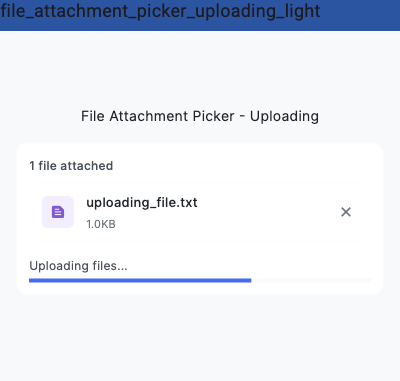 file_attachment_picker_uploading_light
File Attachment Picker - Uploading
1 file attached
uploading_file.txt
1.0KB
Uploading files...